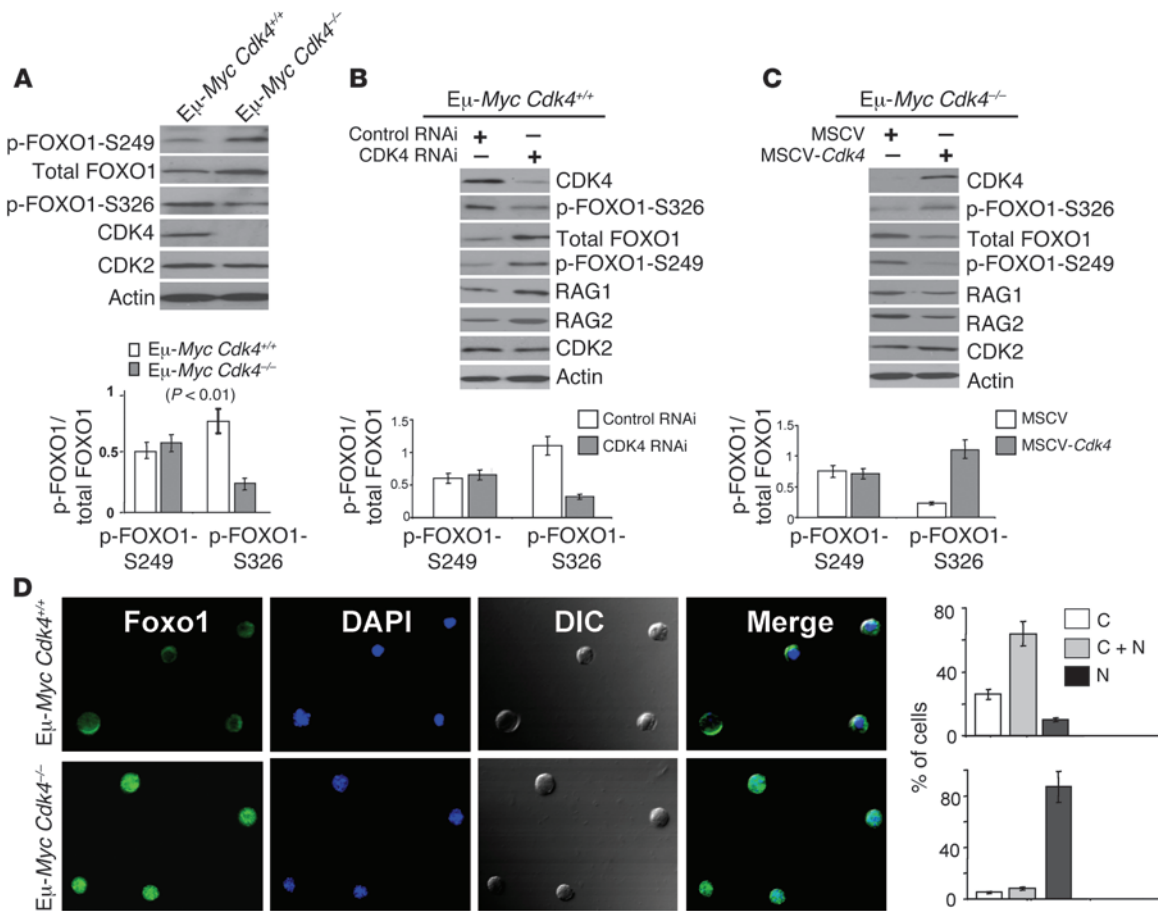 A
Eμ-Myc Cdk4+/+
Eμ-Myc Cdk4−/−
p-FOXO1-S249
Total FOXO1
p-FOXO1-S326
CDK4
CDK2
Actin
Eμ-Myc Cdk4+/+
Eμ-Myc Cdk4−/−
(P < 0.01)
p-FOXO1/
total FOXO1
1
0.5
0
p-FOXO1-
S249
p-FOXO1-
S326
B
Eμ-Myc Cdk4+/+
Control RNAi + −
CDK4 RNAi − +
CDK4
p-FOXO1-S326
Total FOXO1
p-FOXO1-S249
RAG1
RAG2
CDK2
Actin
Control RNAi
CDK4 RNAi
p-FOXO1/
total FOXO1
1.5
1
0.5
0
p-FOXO1-
S249
p-FOXO1-
S326
C
Eμ-Myc Cdk4−/−
MSCV + −
MSCV-Cdk4 − +
CDK4
p-FOXO1-S326
Total FOXO1
p-FOXO1-S249
RAG1
RAG2
CDK2
Actin
MSCV
MSCV-Cdk4
p-FOXO1/
total FOXO1
1.5
1
0.5
0
p-FOXO1-
S249
p-FOXO1-
S326
D
Eμ-Myc Cdk4+/+
Foxo1
DAPI
DIC
Merge
Eμ-Myc Cdk4−/−
% of cells
80
40
0
C
C + N
N
80
40
0